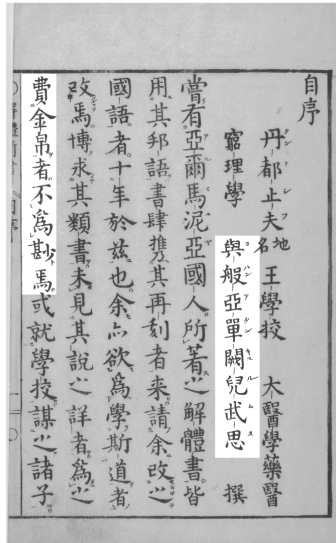 自序
丹都止夫地名 王學挍 大醫學藥醫
窮理學 與般亞單闕兒武思 撰
嘗有亞爾馬泥亞國人所著之解體書皆
用其邦語書肆携其再刻者来請余改之
國語者十年於茲也余亦欲為學斯道者
改焉博求其類書未見其說之詳者為之
費金帛者不為尠焉或就學挍謀之諸子